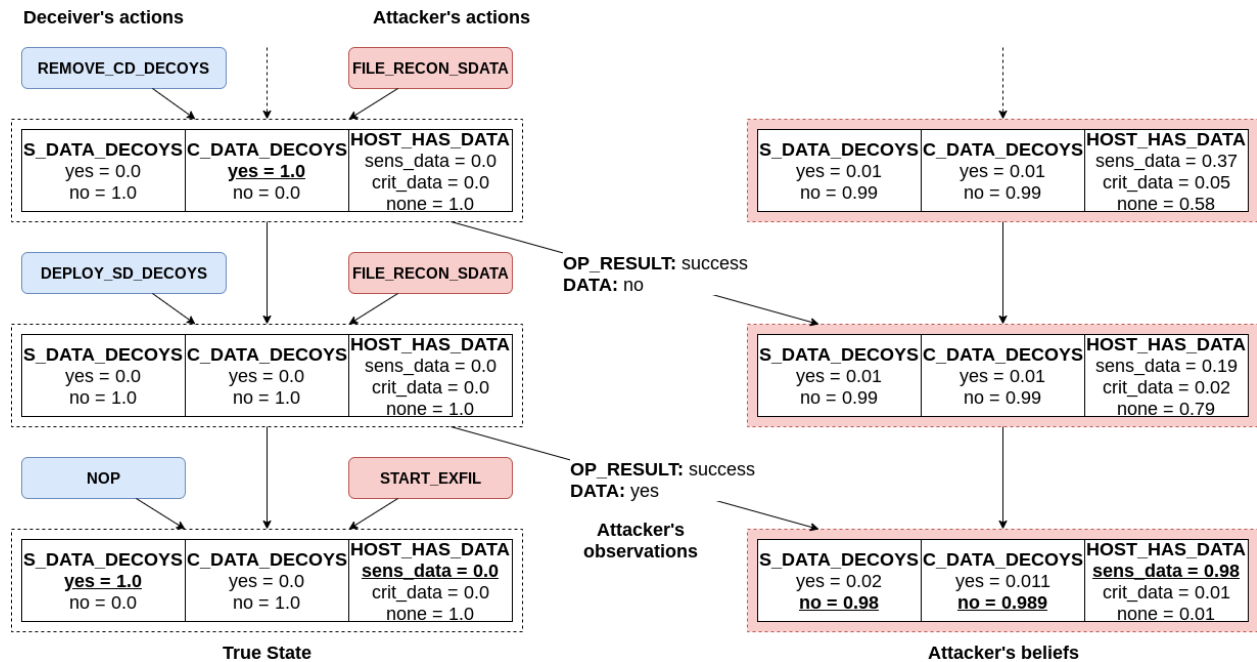 Deceiver's actions
Attacker's actions
REMOVE_CD_DECOYS
FILE_RECON_SDATA
S_DATA_DECOYS
yes = 0.0
no = 1.0
C_DATA_DECOYS
yes = 1.0
no = 0.0
HOST_HAS_DATA
sens_data = 0.0
crit_data = 0.0
none = 1.0
S_DATA_DECOYS
yes = 0.01
no = 0.99
C_DATA_DECOYS
yes = 0.01
no = 0.99
HOST_HAS_DATA
sens_data = 0.37
crit_data = 0.05
none = 0.58
DEPLOY_SD_DECOYS
FILE_RECON_SDATA
OP_RESULT: success
DATA: no
S_DATA_DECOYS
yes = 0.0
no = 1.0
C_DATA_DECOYS
yes = 0.0
no = 1.0
HOST_HAS_DATA
sens_data = 0.0
crit_data = 0.0
none = 1.0
S_DATA_DECOYS
yes = 0.01
no = 0.99
C_DATA_DECOYS
yes = 0.01
no = 0.99
HOST_HAS_DATA
sens_data = 0.19
crit_data = 0.02
none = 0.79
NOP
START_EXFIL
OP_RESULT: success
DATA: yes
Attacker's
observations
S_DATA_DECOYS
yes = 1.0
no = 0.0
C_DATA_DECOYS
yes = 0.0
no = 1.0
HOST_HAS_DATA
sens_data = 0.0
crit_data = 0.0
none = 1.0
S_DATA_DECOYS
yes = 0.02
no = 0.98
C_DATA_DECOYS
yes = 0.011
no = 0.989
HOST_HAS_DATA
sens_data = 0.98
crit_data = 0.01
none = 0.01
True State
Attacker's beliefs